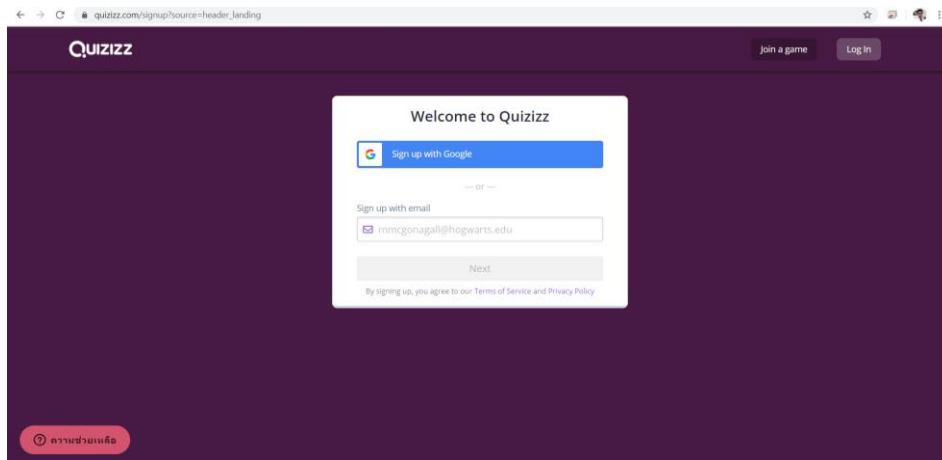 quizizz.com/signup?source=header_landing
QUIZIZZ
Join a game
Log In
Welcome to Quizizz
G
Sign up with Google
— or —
Sign up with email
mmcgonagall@hogwarts.edu
Next
By signing up, you agree to our Terms of Service and Privacy Policy
ความช่วยเหลือ